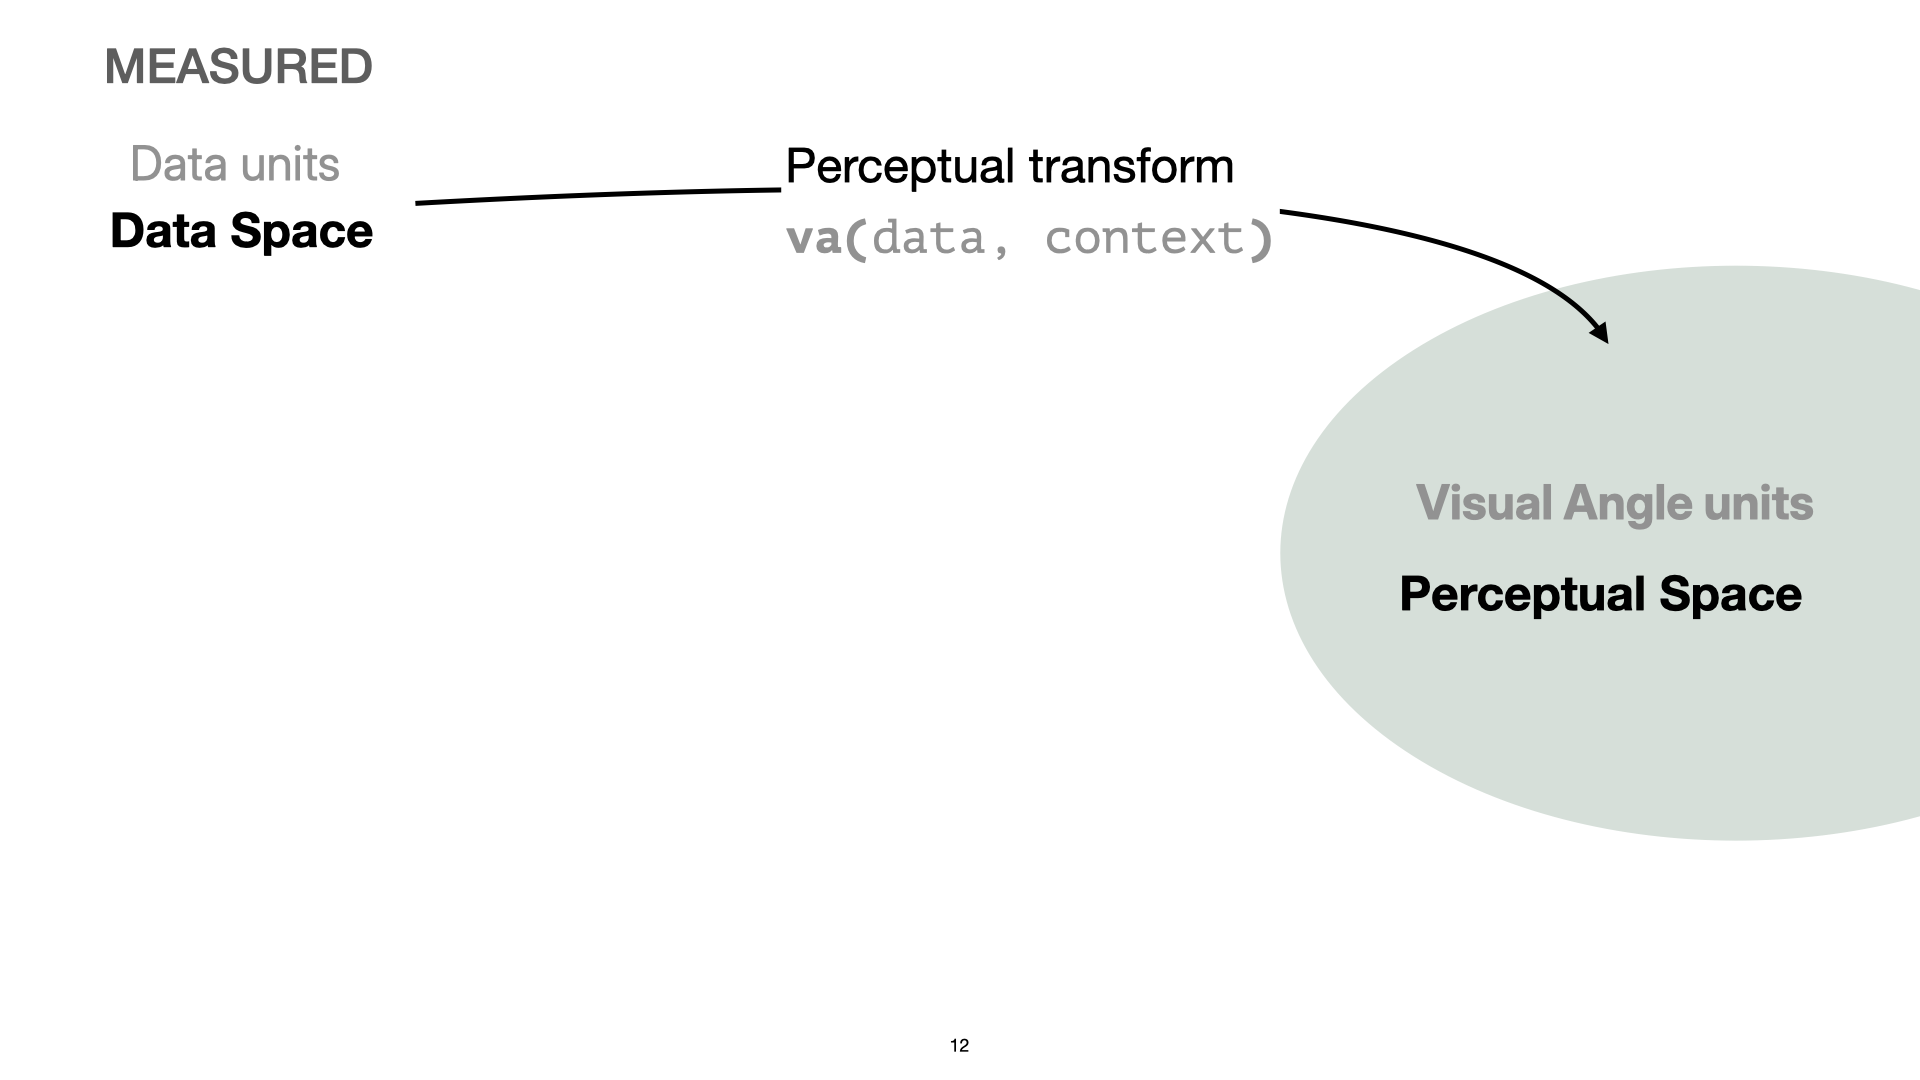 MEASURED
Data units
Data Space
Perceptual transform
va(data, context)
Visual Angle units
Perceptual Space
12